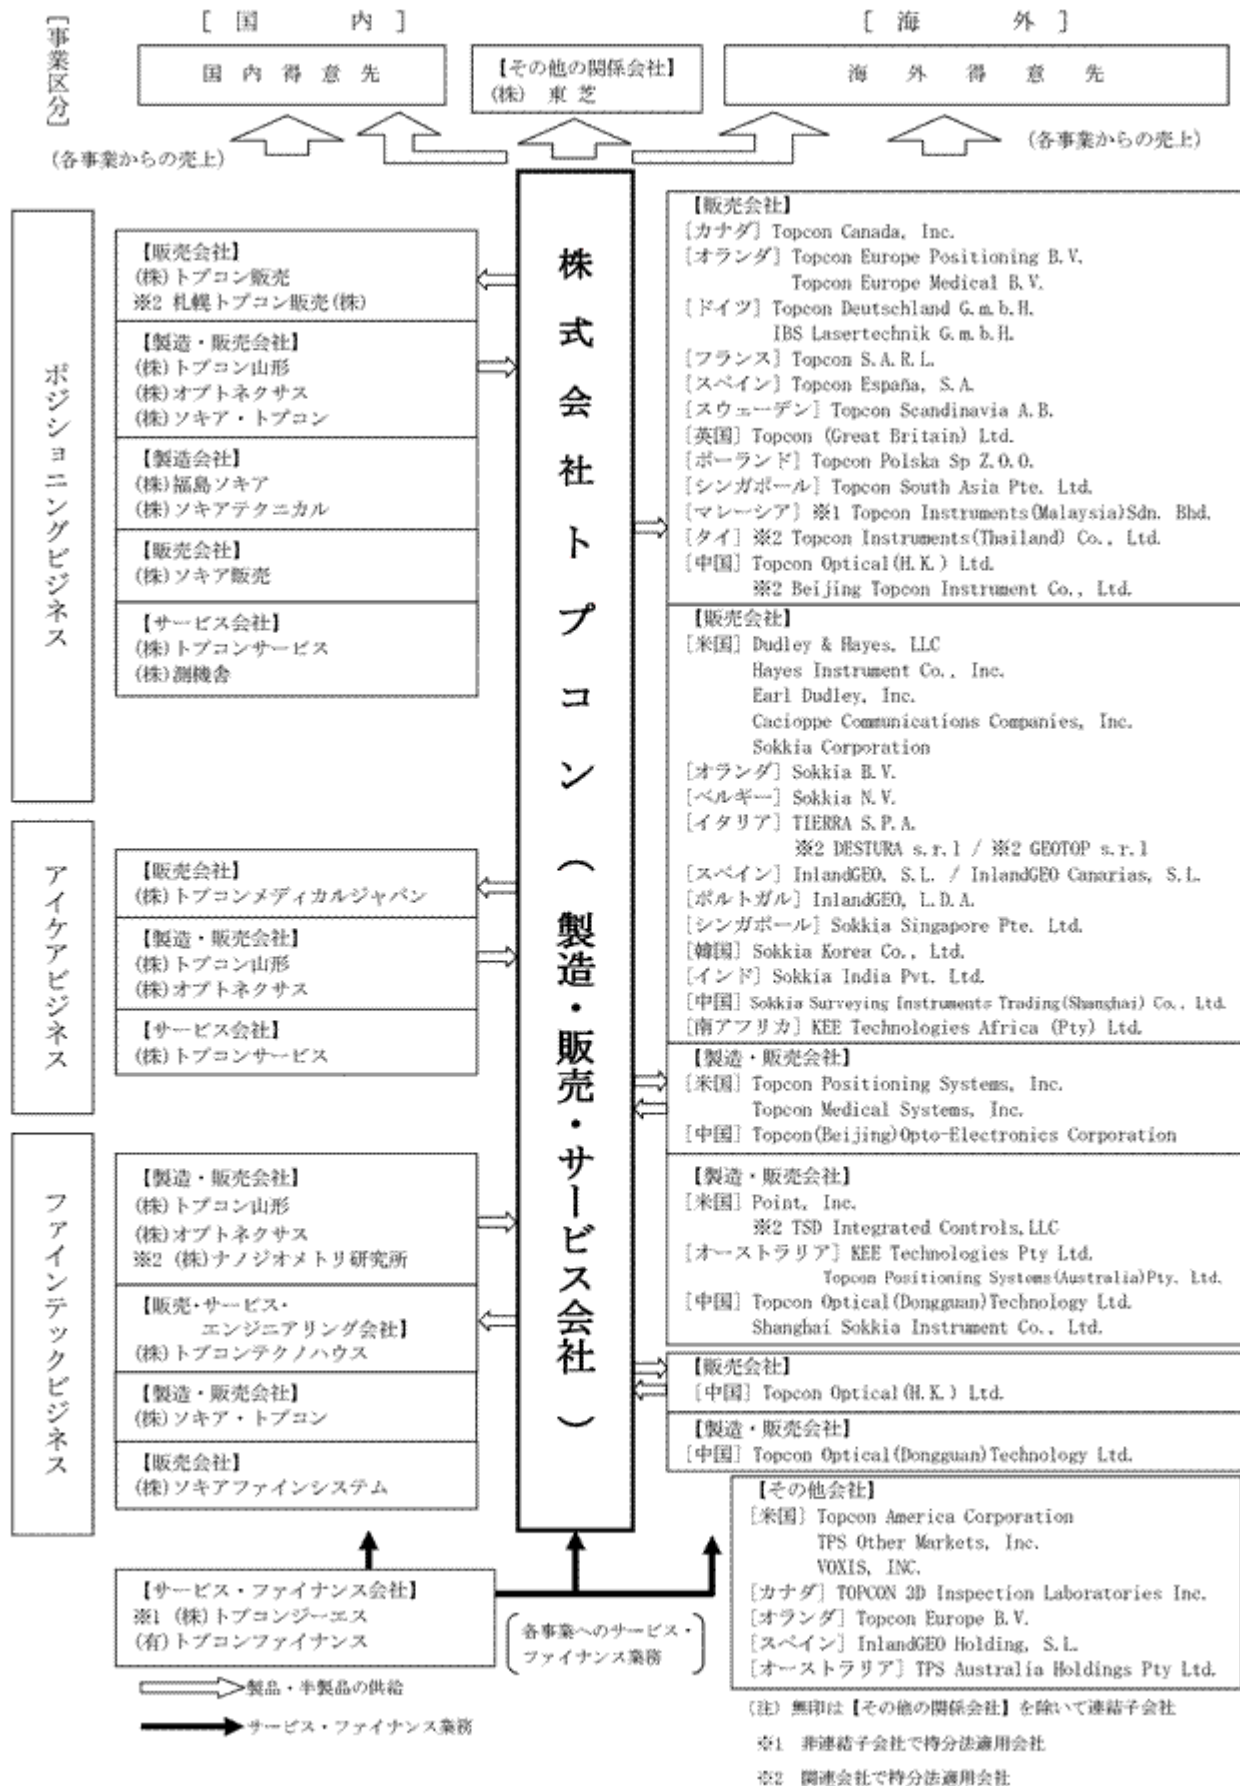 [事業区分]
[ 国 内 ]
[ 海 外 ]
国 内 得 意 先
【その他の関係会社】
(株) 東 芝
海 外 得 意 先
(各事業からの売上)
(各事業からの売上)
株式会社トプコン(製造・販売・サービス会社)
ポジショニングビジネス
【販売会社】
(株)トプコン販売
※2 札幌トプコン販売(株)
【製造・販売会社】
(株)トプコン山形
(株)オプトネクサス
(株)ソキア・トプコン
【製造会社】
(株)福島ソキア
(株)ソキアテクニカル
【販売会社】
(株)ソキア販売
【サービス会社】
(株)トプコンサービス
(株)測機舎
アイケアビジネス
【販売会社】
(株)トプコンメディカルジャパン
【製造・販売会社】
(株)トプコン山形
(株)オプトネクサス
【サービス会社】
(株)トプコンサービス
ファインテックビジネス
【製造・販売会社】
(株)トプコン山形
(株)オプトネクサス
※2 (株)ナノジオメトリ研究所
【販売・サービス・
エンジニアリング会社】
(株)トプコンテクノハウス
【製造・販売会社】
(株)ソキア・トプコン
【販売会社】
(株)ソキアファインシステム
【販売会社】
[カナダ] Topcon Canada, Inc.
[オランダ] Topcon Europe Positioning B.V.
Topcon Europe Medical B.V.
[ドイツ] Topcon Deutschland G.m.b.H.
IBS Lasertechnik G.m.b.H.
[フランス] Topcon S.A.R.L.
[スペイン] Topcon España, S.A.
[スウェーデン] Topcon Scandinavia A.B.
[英国] Topcon (Great Britain) Ltd.
[ポーランド] Topcon Polska Sp Z.O.O.
[シンガポール] Topcon South Asia Pte. Ltd.
[マレーシア] ※1 Topcon Instruments(Malaysia)Sdn. Bhd.
[タイ] ※2 Topcon Instruments(Thailand) Co., Ltd.
[中国] Topcon Optical(H.K.) Ltd.
※2 Beijing Topcon Instrument Co., Ltd.
【販売会社】
[米国] Dudley & Hayes, LLC
Hayes Instrument Co., Inc.
Earl Dudley, Inc.
Cacioppe Communications Companies, Inc.
Sokkia Corporation
[オランダ] Sokkia B.V.
[ベルギー] Sokkia N.V.
[イタリア] TIERRA S.P.A.
※2 DESTURA s.r.l / ※2 GEOTOP s.r.l
[スペイン] InlandGEO, S.L. / InlandGEO Canarias, S.L.
[ポルトガル] InlandGEO, L.D.A.
[シンガポール] Sokkia Singapore Pte. Ltd.
[韓国] Sokkia Korea Co., Ltd.
[インド] Sokkia India Pvt. Ltd.
[中国] Sokkia Surveying Instruments Trading(Shanghai) Co., Ltd.
[南アフリカ] KEE Technologies Africa (Pty) Ltd.
【製造・販売会社】
[米国] Topcon Positioning Systems, Inc.
Topcon Medical Systems, Inc.
[中国] Topcon(Beijing)Opto-Electronics Corporation
【製造・販売会社】
[米国] Point, Inc.
※2 TSD Integrated Controls,LLC
[オーストラリア] KEE Technologies Pty Ltd.
Topcon Positioning Systems(Australia)Pty. Ltd.
[中国] Topcon Optical(Dongguan)Technology Ltd.
Shanghai Sokkia Instrument Co., Ltd.
【販売会社】
[中国] Topcon Optical(H.K.) Ltd.
【製造・販売会社】
[中国] Topcon Optical(Dongguan)Technology Ltd.
【その他会社】
[米国] Topcon America Corporation
TPS Other Markets, Inc.
VOXIS, INC.
[カナダ] TOPCON 3D Inspection Laboratories Inc.
[オランダ] Topcon Europe B.V.
[スペイン] InlandGEO Holding, S.L.
[オーストラリア] TPS Australia Holdings Pty Ltd.
【サービス・ファイナンス会社】
※1 (株)トプコンジーエス
(有)トプコンファイナンス
各事業へのサービス・
ファイナンス業務
製品・半製品の供給
サービス・ファイナンス業務
(注) 無印は【その他の関係会社】を除いて連結子会社
※1 非連結子会社で持分法適用会社
※2 関連会社で持分法適用会社